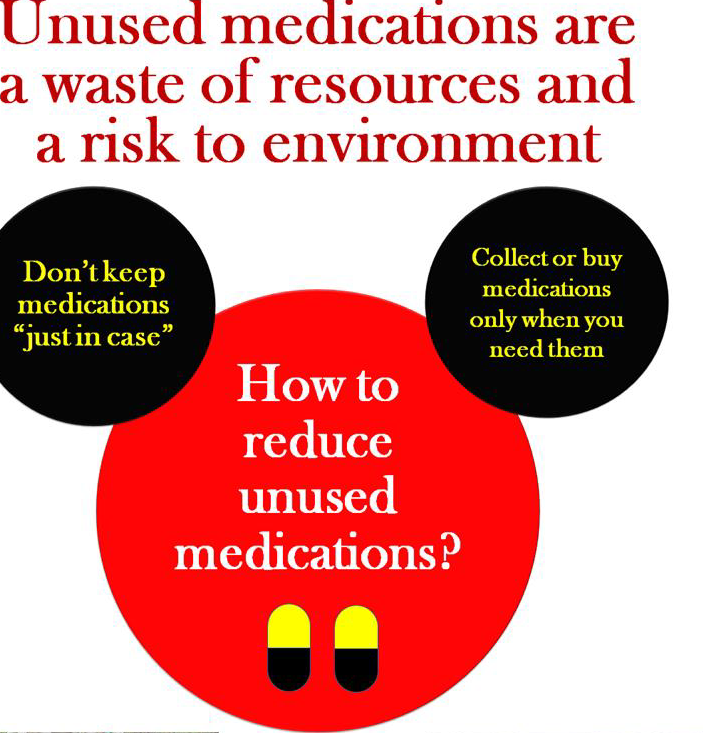 Unused medications are
a waste of resources and
a risk to environment
Don't keep
medications
“just in case”
Collect or buy
medications
only when you
need them
How to
reduce
unused
medications?